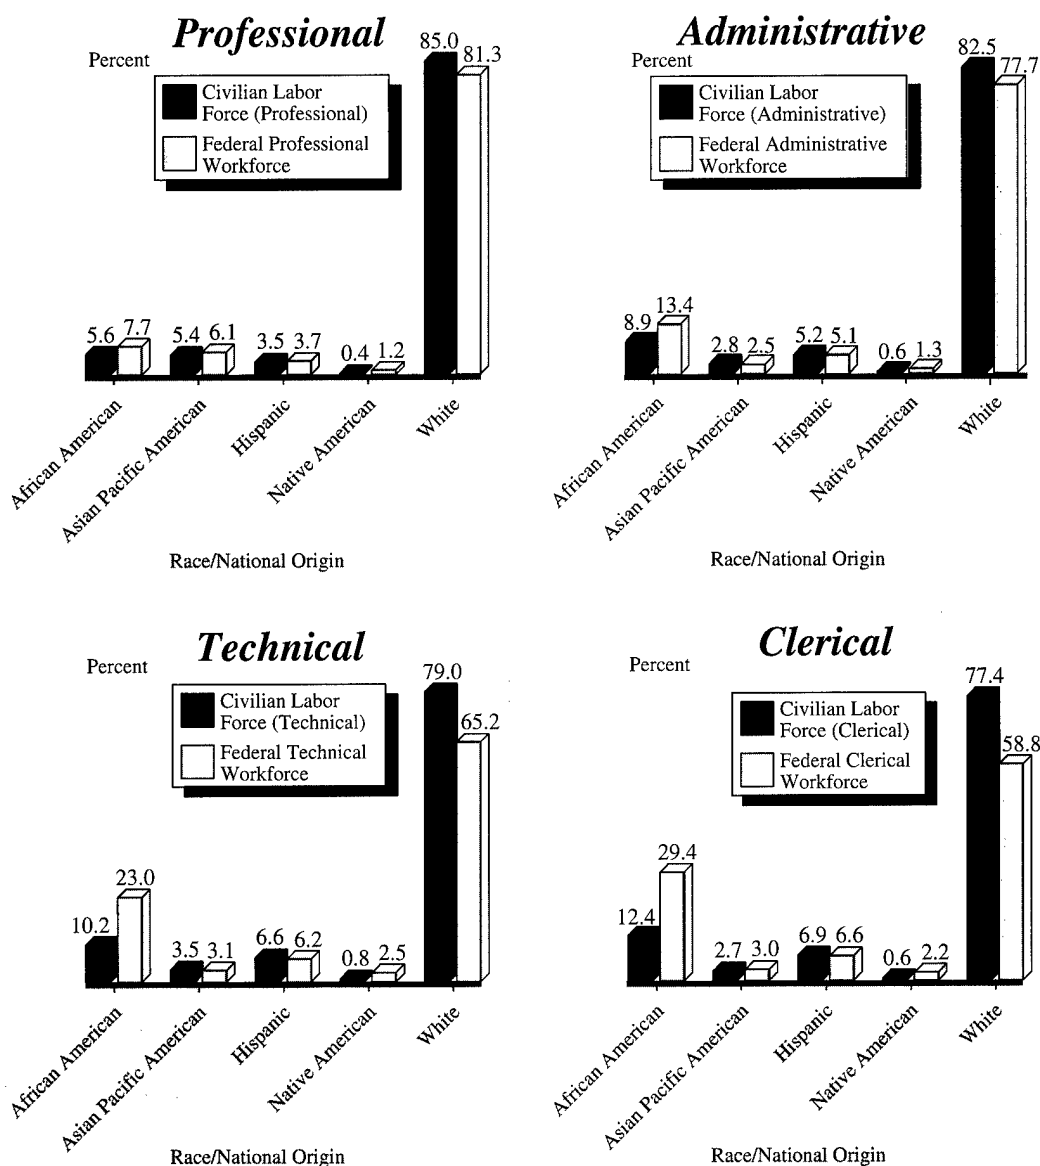 Professional
Percent
Civilian Labor
Force (Professional)
Federal Professional
Workforce
85.0
81.3
5.6
7.7
5.4
6.1
3.5
3.7
0.4
1.2
African American
Asian Pacific American
Hispanic
Native American
White
Race/National Origin
Administrative
Percent
Civilian Labor
Force (Administrative)
Federal Administrative
Workforce
82.5
77.7
8.9
13.4
2.8
2.5
5.2
5.1
0.6
1.3
African American
Asian Pacific American
Hispanic
Native American
White
Race/National Origin
Technical
Percent
Civilian Labor
Force (Technical)
Federal Technical
Workforce
79.0
65.2
10.2
23.0
3.5
3.1
6.6
6.2
0.8
2.5
African American
Asian Pacific American
Hispanic
Native American
White
Race/National Origin
Clerical
Percent
Civilian Labor
Force (Clerical)
Federal Clerical
Workforce
77.4
58.8
12.4
29.4
2.7
3.0
6.9
6.6
0.6
2.2
African American
Asian Pacific American
Hispanic
Native American
White
Race/National Origin